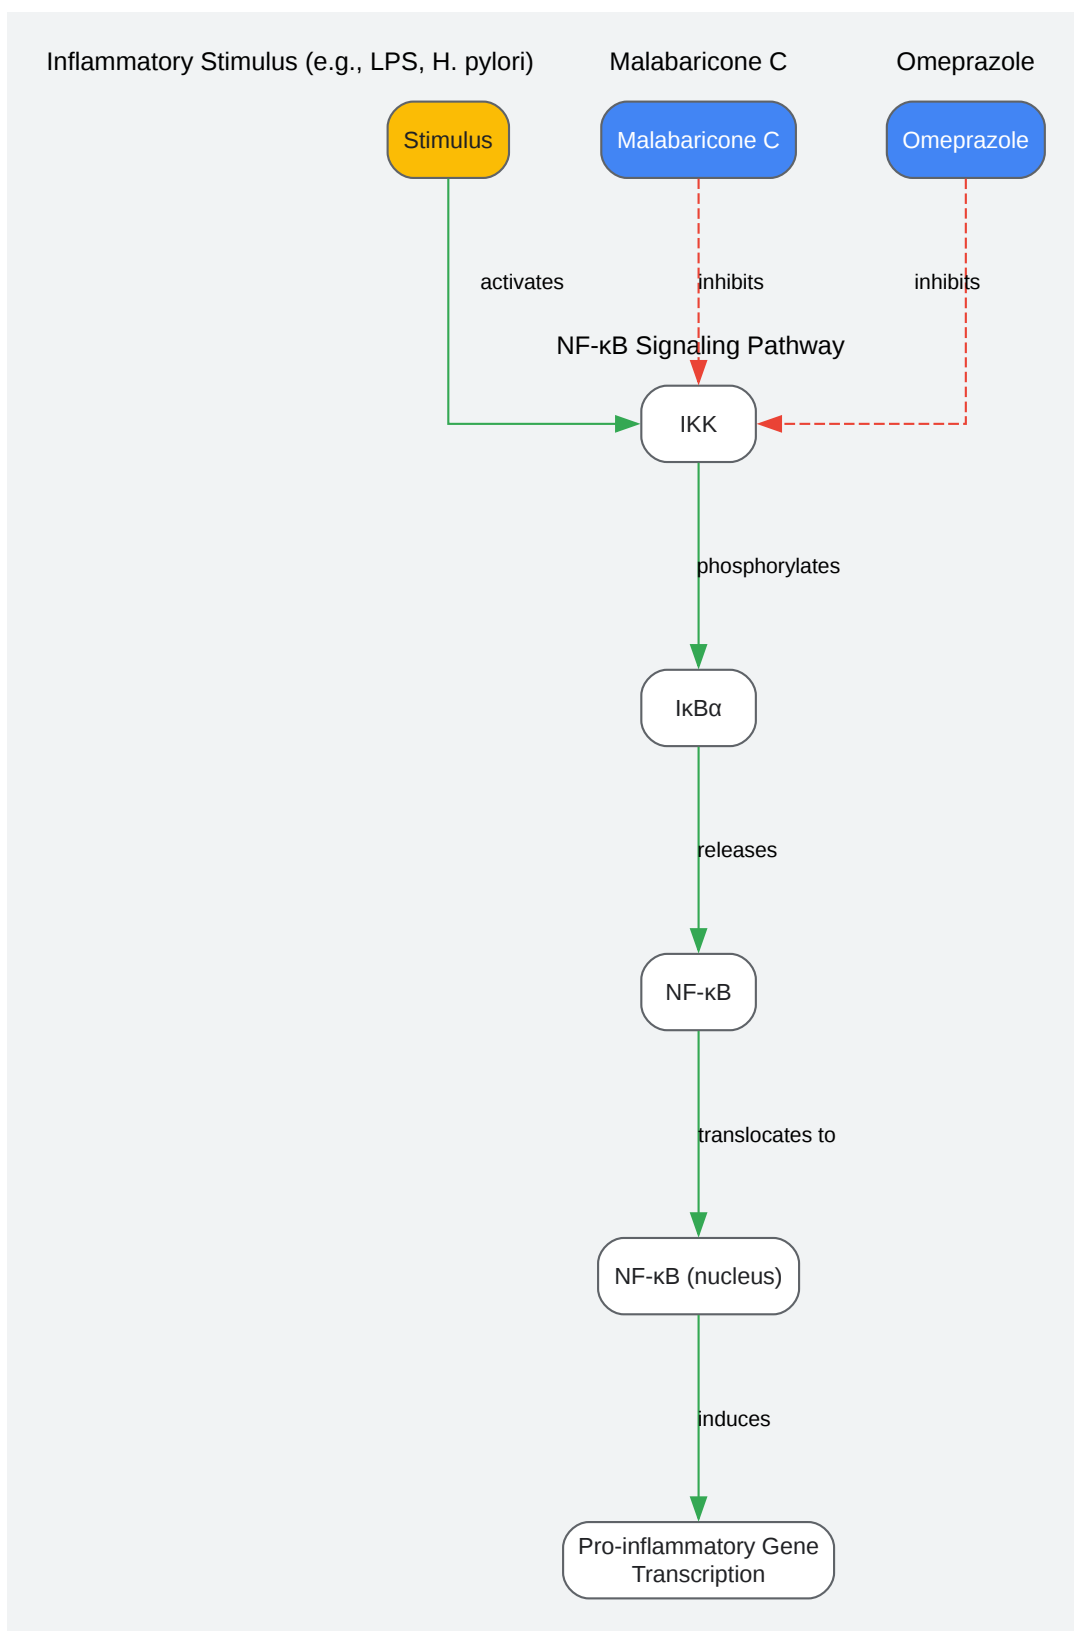 Inflammatory Stimulus (e.g., LPS, H. pylori)
Malabaricone C
Omeprazole
Stimulus
Malabaricone C
Omeprazole
activates
inhibits
inhibits
NF-κB Signaling Pathway
IKK
phosphorylates
IκBα
releases
NF-κB
translocates to
NF-κB (nucleus)
induces
Pro-inflammatory Gene
Transcription